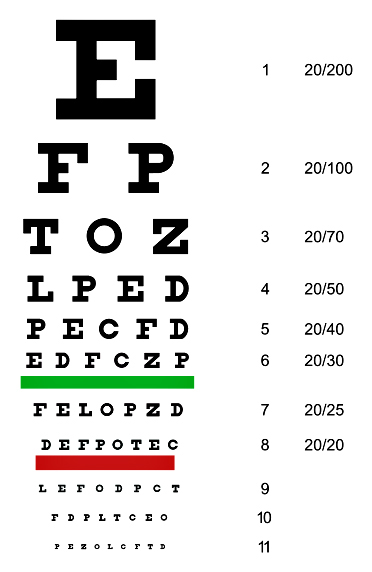 E 1 20/200
F P 2 20/100
T O Z 3 20/70
L P E D 4 20/50
P E C F D 5 20/40
E D F C Z P 6 20/30
F E L O P Z D 7 20/25
D E F P O T E C 8 20/20
L E F O D P C T 9
F D P L T C E O 10
P E Z O L C F T D 11